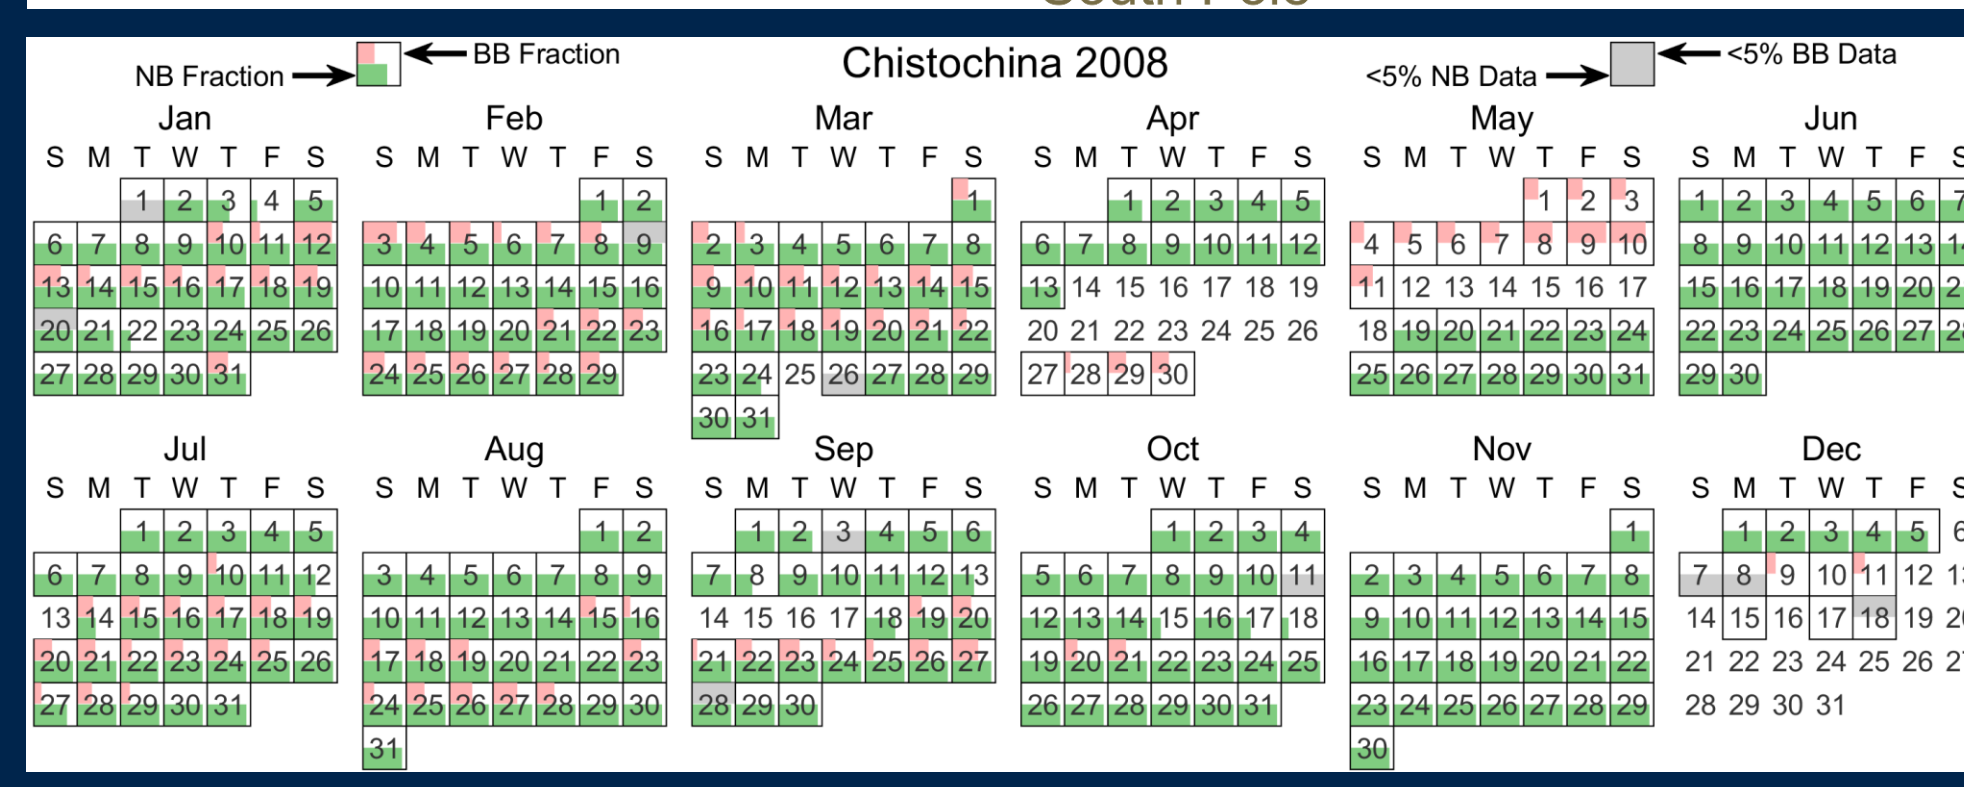 South Pole
BB Fraction
NB Fraction
Chistochina 2008
<5% BB Data
<5% NB Data
Jan Feb Mar Apr May Jun
S M T W T F S S M T W T F S S M T W T F S S M T W T F S S M T W T F S S M T W T F S
1 2 3 4 5 1 2 1 1 2 3 4 5 1 2 3 1 2 3 4 5 6 7
6 7 8 9 10 11 12 3 4 5 6 7 8 9 2 3 4 5 6 7 8 6 7 8 9 10 11 12 4 5 6 7 8 9 10 8 9 10 11 12 13 14
13 14 15 16 17 18 19 10 11 12 13 14 15 16 9 10 11 12 13 14 15 13 14 15 16 17 18 19 11 12 13 14 15 16 17 15 16 17 18 19 20 2
20 21 22 23 24 25 26 17 18 19 20 21 22 23 16 17 18 19 20 21 22 20 21 22 23 24 25 26 18 19 20 21 22 23 24 22 23 24 25 26 27 28
27 28 29 30 31 24 25 26 27 28 29 23 24 25 26 27 28 29 27 28 29 30 25 26 27 28 29 30 31 29 30
30 31
Jul Aug Sep Oct Nov Dec
S M T W T F S S M T W T F S S M T W T F S S M T W T F S S M T W T F S S M T W T F S
1 2 3 4 5 1 2 1 2 3 4 5 6 1 2 3 4 1 1 2 3 4 5 6
6 7 8 9 10 11 12 3 4 5 6 7 8 9 7 8 9 10 11 12 13 5 6 7 8 9 10 11 2 3 4 5 6 7 8 7 8 9 10 11 12 13
13 14 15 16 17 18 19 10 11 12 13 14 15 16 14 15 16 17 18 19 20 12 13 14 15 16 17 18 9 10 11 12 13 14 15 14 15 16 17 18 19 20
20 21 22 23 24 25 26 17 18 19 20 21 22 23 21 22 23 24 25 26 27 19 20 21 22 23 24 25 16 17 18 19 20 21 22 21 22 23 24 25 26 27
27 28 29 30 31 24 25 26 27 28 29 30 28 29 30 26 27 28 29 30 31 23 24 25 26 27 28 29 28 29 30 31
31 30